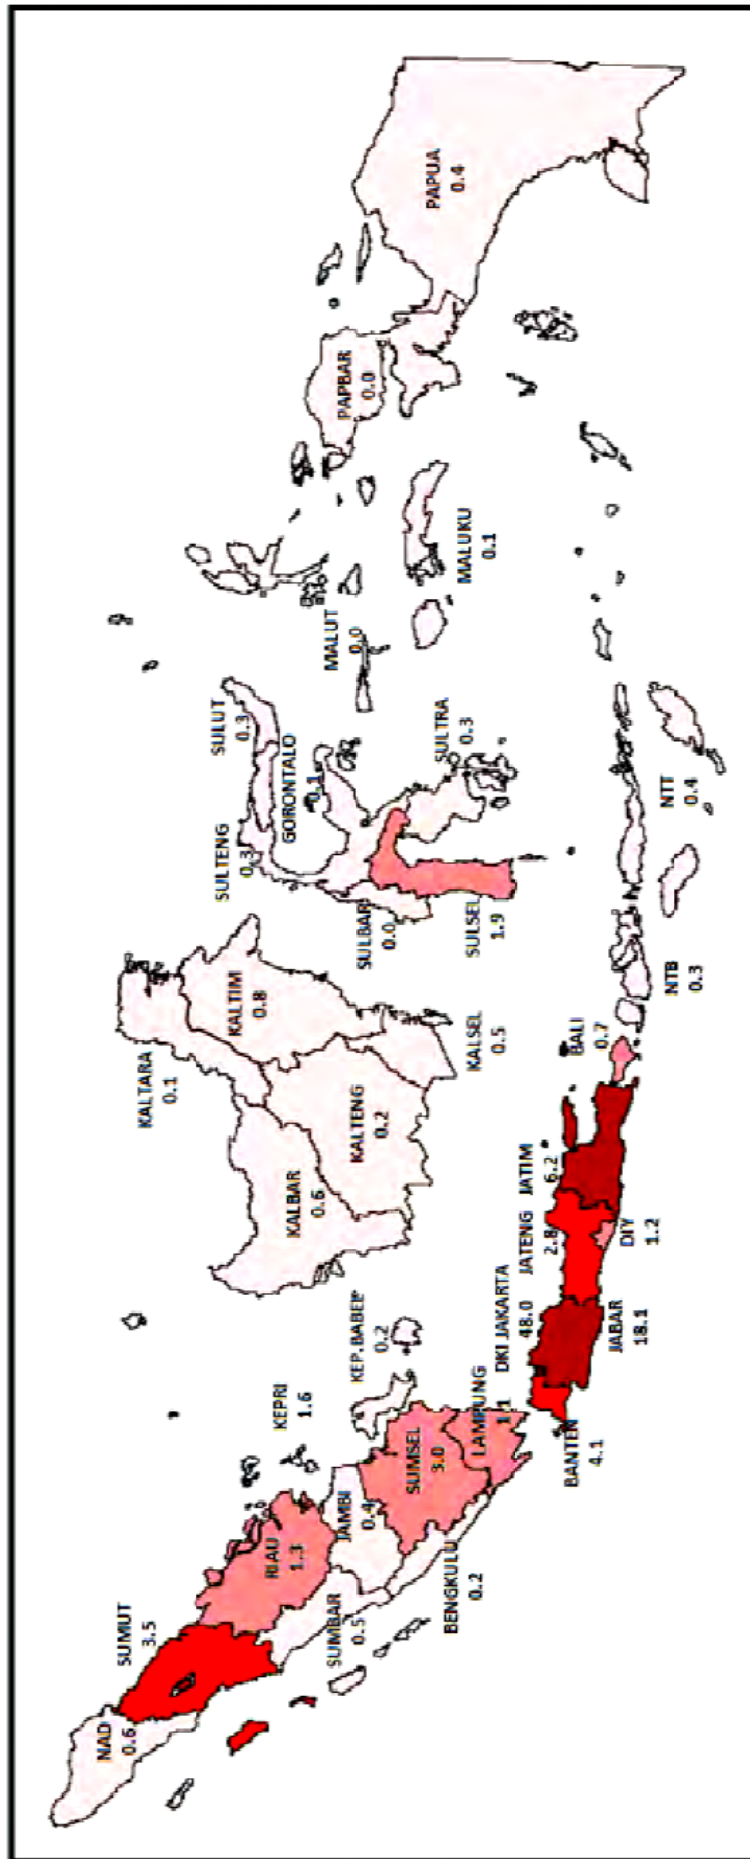 NAD
0.6
SUMUT
3.5
RIAU
1.3
SUMBAR
0.5
KEPRI
1.6
JAMBI
0.4
BENGKULU
0.2
SUMSEL
3.0
KEP.BABEL
0.2
LAMPUNG
1.1
BANTEN
4.1
DKI JAKARTA
48.0
JABAR
18.1
JATENG
2.8
DIY
1.2
JATIM
6.2
BALI
0.7
NTB
0.3
NTT
0.4
KALBAR
0.6
KALTENG
0.2
KALSEL
0.5
KALTIM
0.8
KALTARA
0.1
SULBAR
0.0
SULSEL
1.9
SULTENG
0.3
GORONTALO
0.1
SULUT
0.3
SULTRA
0.3
MALUT
0.0
MALUKU
0.1
PAPBAR
0.0
PAPUA
0.4